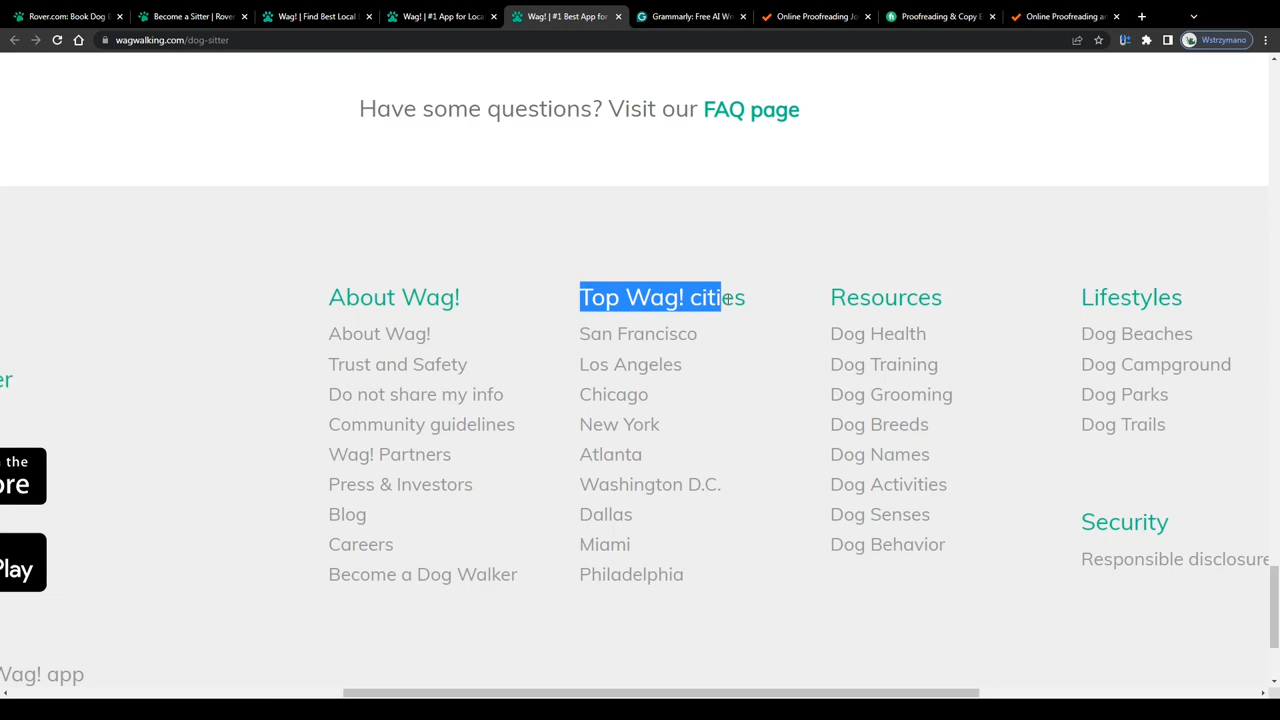 Rover.com: Book Dog
Become a Sitter | Rover
Wag! | Find Best Local
Wag! | #1 App for Loca
Wag! | #1 Best App for
Grammarly: Free AI Wr
Online Proofreading Jo
Proofreading & Copy E
Online Proofreading an
wagwalking.com/dog-sitter
Wstrzymano
Have some questions? Visit our FAQ page
About Wag!
About Wag!
Trust and Safety
Do not share my info
Community guidelines
Wag! Partners
Press & Investors
Blog
Careers
Become a Dog Walker
Top Wag! cities
San Francisco
Los Angeles
Chicago
New York
Atlanta
Washington D.C.
Dallas
Miami
Philadelphia
Resources
Dog Health
Dog Training
Dog Grooming
Dog Breeds
Dog Names
Dog Activities
Dog Senses
Dog Behavior
Lifestyles
Dog Beaches
Dog Campground
Dog Parks
Dog Trails
Security
Responsible disclosure
er
n the
ore
Play
Wag! app